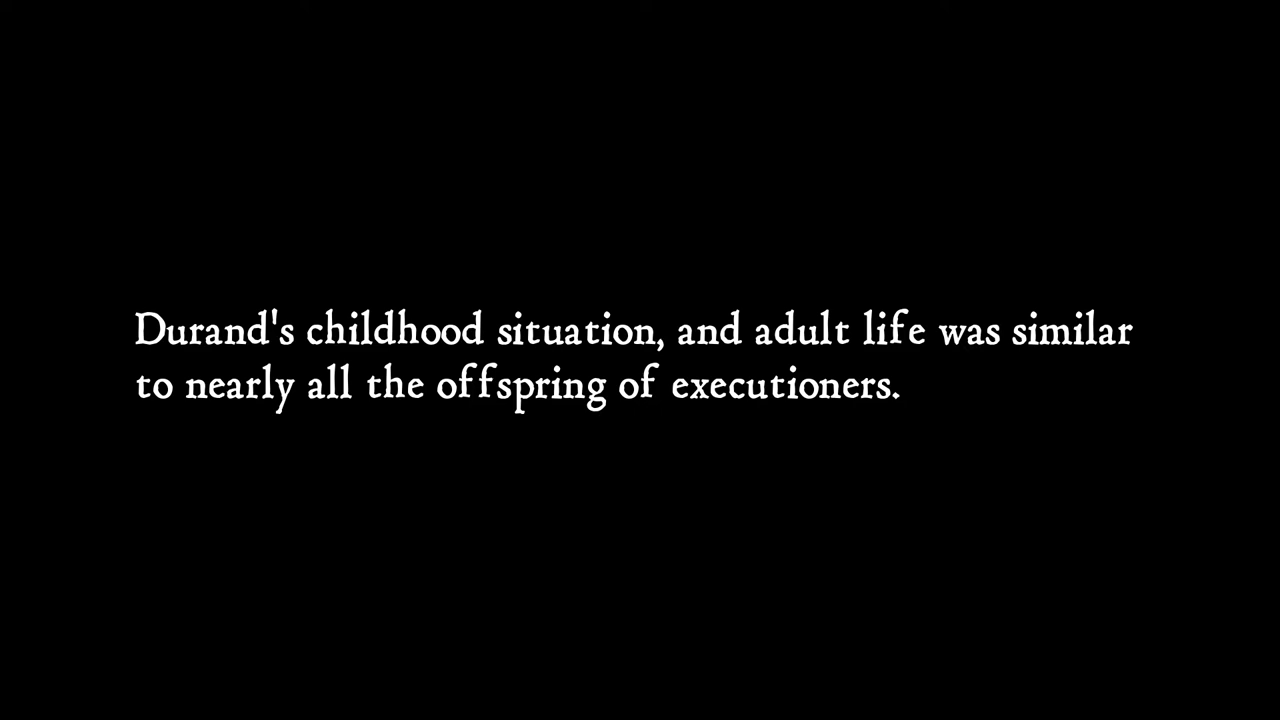 Durand's childhood situation, and adult life was similar
to nearly all the offspring of executioners.